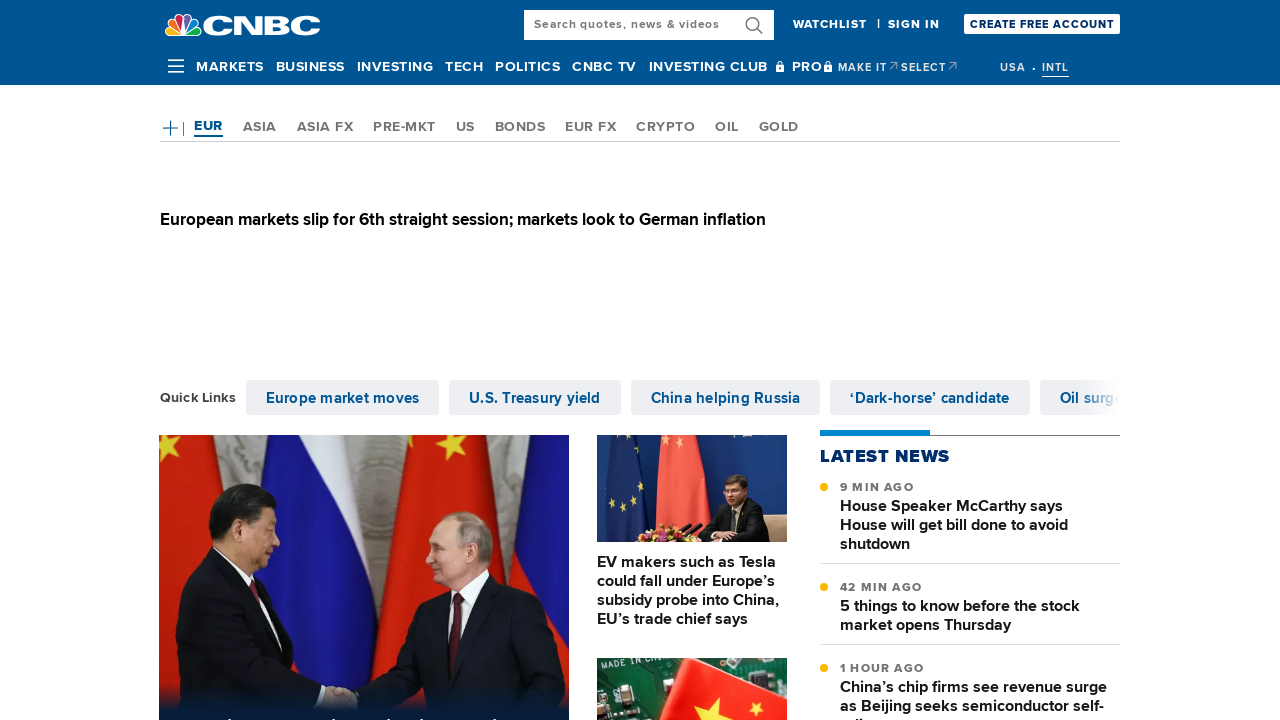 CNBC
Search quotes, news & videos
WATCHLIST | SIGN IN
CREATE FREE ACCOUNT
MARKETS BUSINESS INVESTING TECH POLITICS CNBC TV INVESTING CLUB PRO MAKE IT SELECT USA • INTL
EUR ASIA ASIA FX PRE-MKT US BONDS EUR FX CRYPTO OIL GOLD
European markets slip for 6th straight session; markets look to German inflation
Quick Links Europe market moves U.S. Treasury yield China helping Russia ‘Dark-horse’ candidate Oil surge
EV makers such as Tesla
could fall under Europe’s
subsidy probe into China,
EU’s trade chief says
MADE IN
LATEST NEWS
9 MIN AGO
House Speaker McCarthy says
House will get bill done to avoid
shutdown
42 MIN AGO
5 things to know before the stock
market opens Thursday
1 HOUR AGO
China’s chip firms see revenue surge
as Beijing seeks semiconductor self-